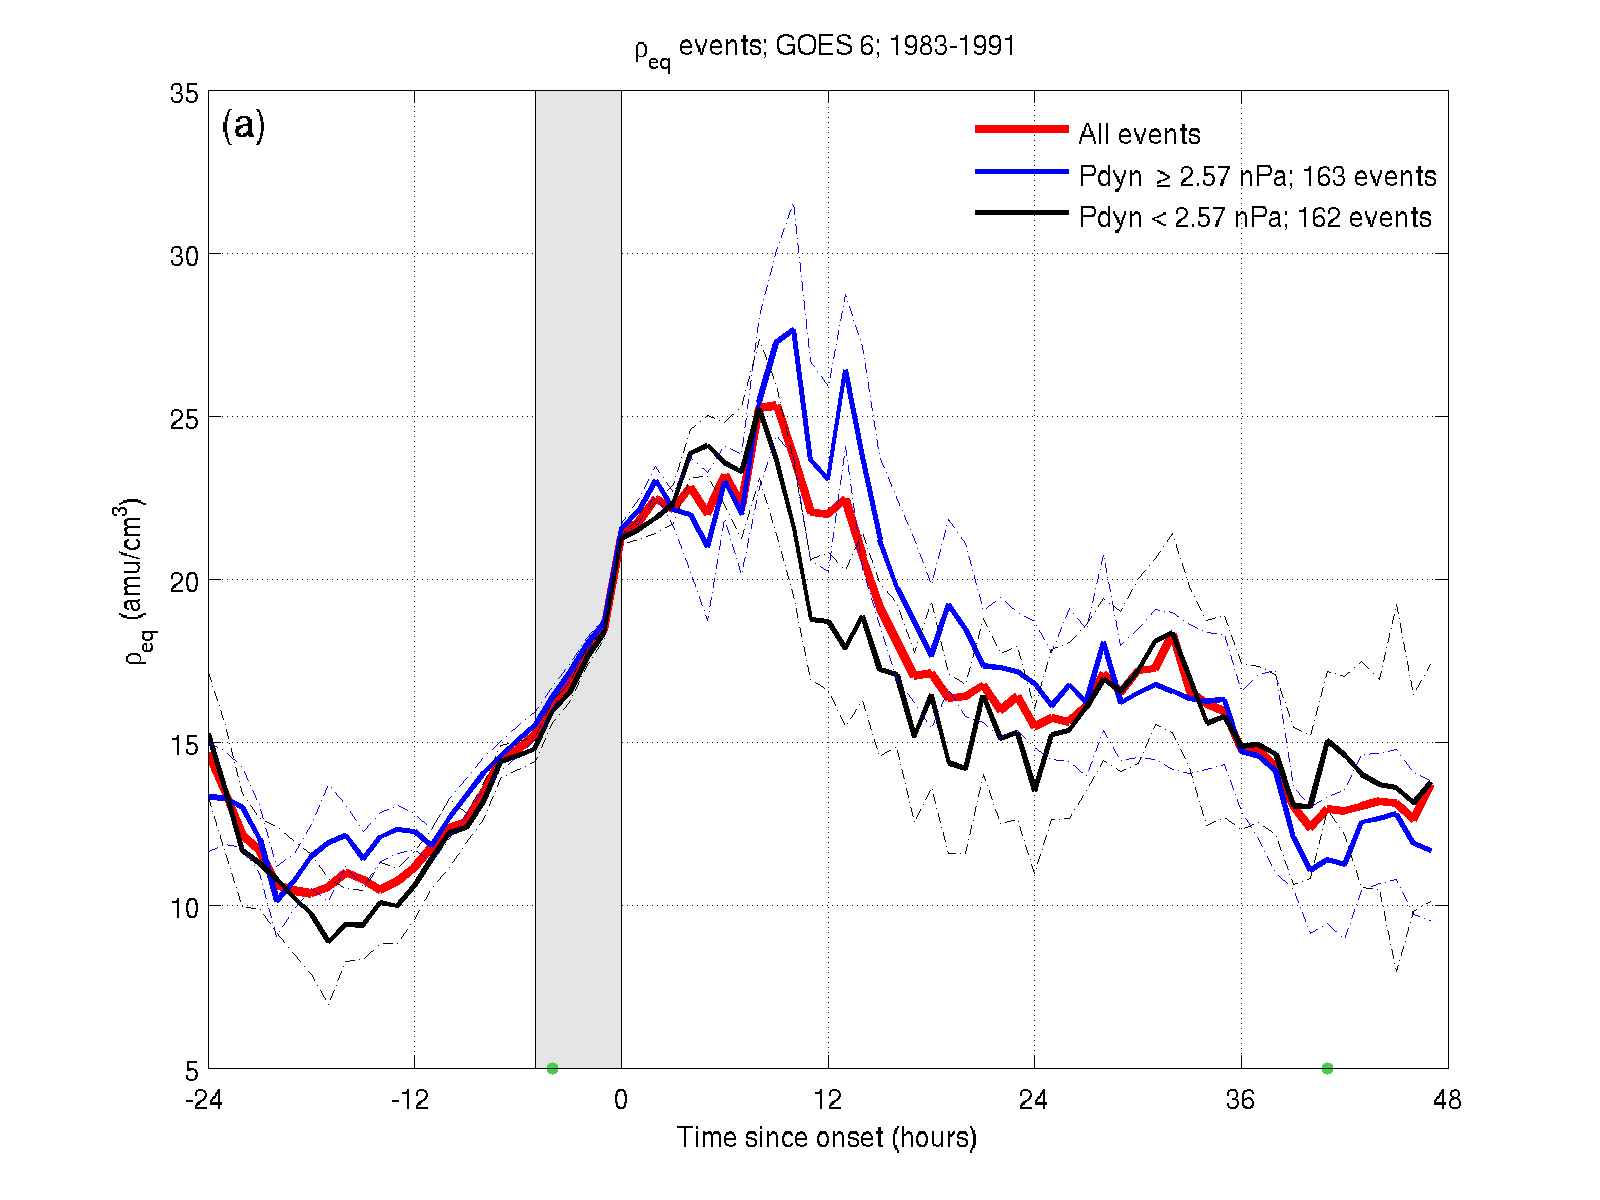 ρeq events; GOES 6; 1983-1991
(a)
All events
Pdyn ≥ 2.57 nPa; 163 events
Pdyn < 2.57 nPa; 162 events
35
30
25
20
15
10
5
ρeq (amu/cm³)
-24 -12 0 12 24 36 48
Time since onset (hours)